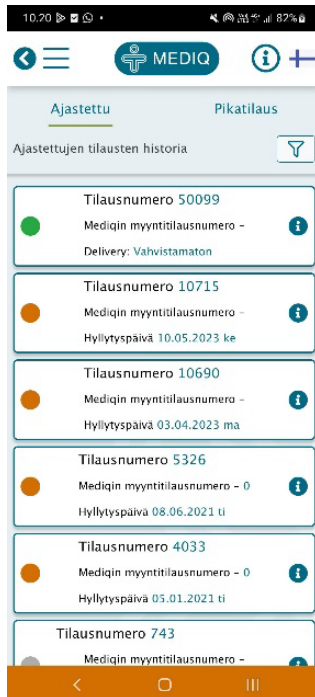 10.20
82%
MEDIQ
Ajastettu Pikatilaus
Ajastettujen tilausten historia
Tilausnumero 50099
Mediqin myyntitilausnumero –
Delivery: Vahvistamaton
Tilausnumero 10715
Mediqin myyntitilausnumero –
Hyllytyspäivä 10.05.2023 ke
Tilausnumero 10690
Mediqin myyntitilausnumero –
Hyllytyspäivä 03.04.2023 ma
Tilausnumero 5326
Mediqin myyntitilausnumero – 0
Hyllytyspäivä 08.06.2021 ti
Tilausnumero 4033
Mediqin myyntitilausnumero – 0
Hyllytyspäivä 05.01.2021 ti
Tilausnumero 743
Mediqin myyntitilausnumero –